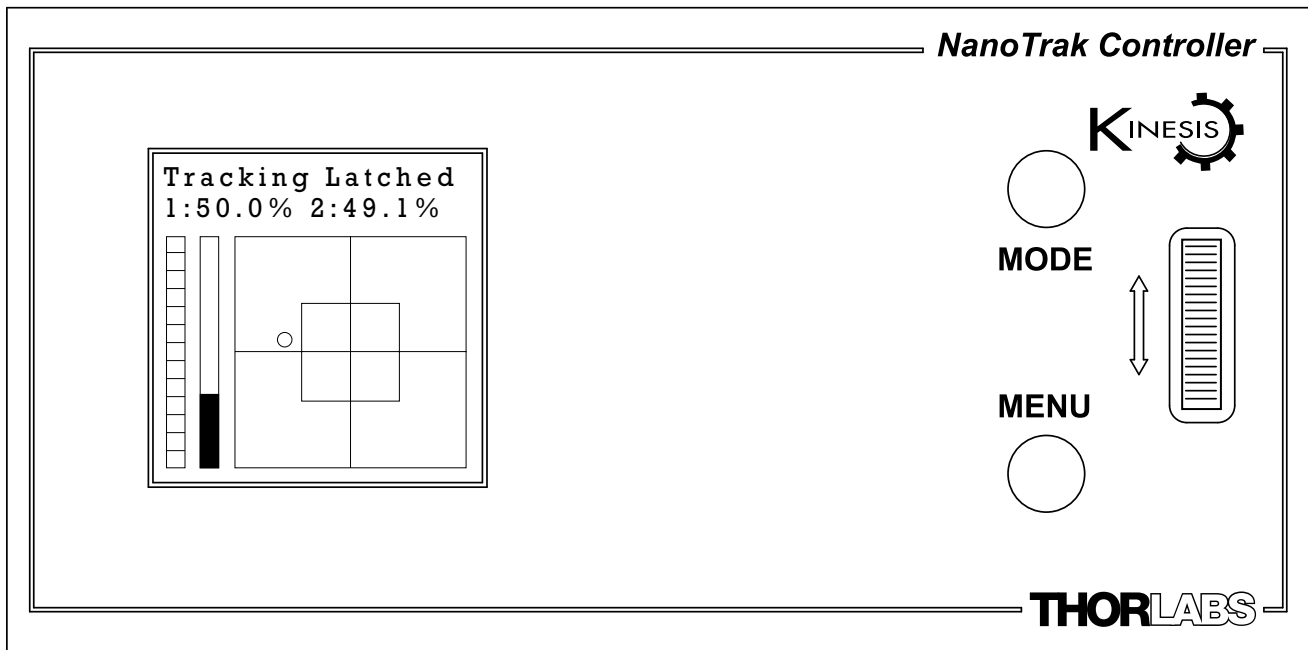 NanoTrak Controller
KINESIS
Tracking Latched
1:50.0% 2:49.1%
MODE
MENU
THORLABS